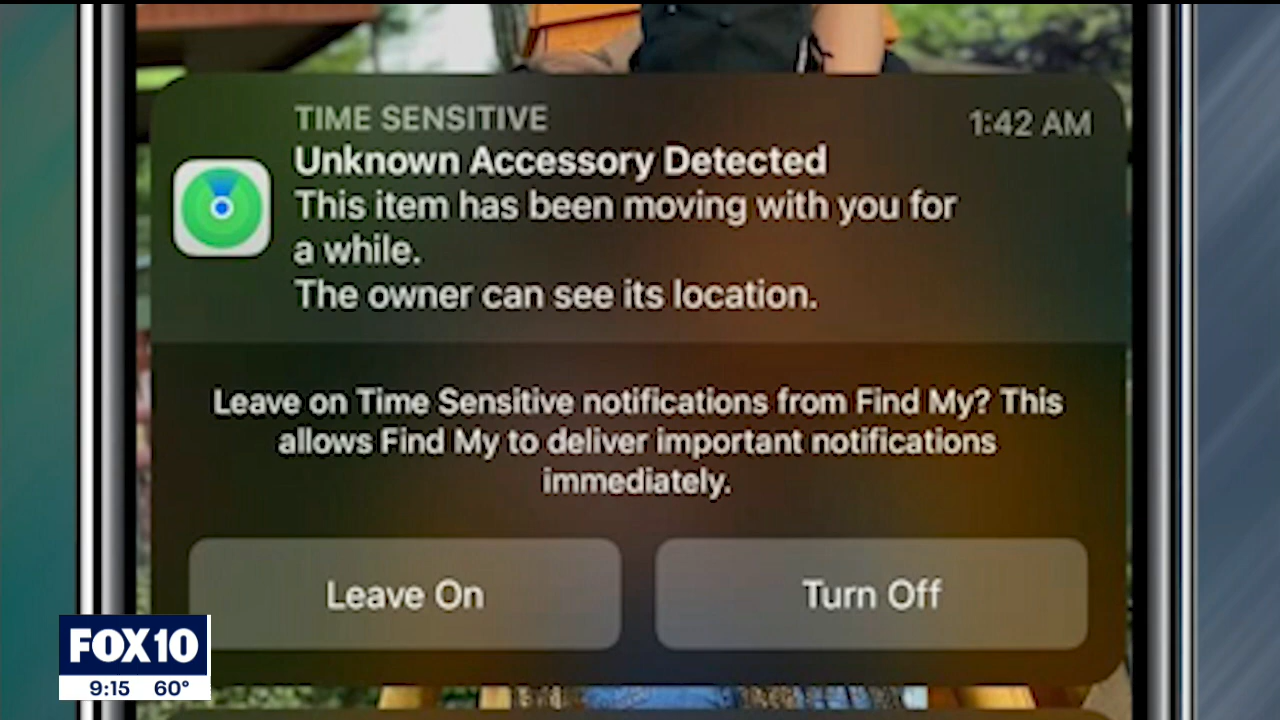 TIME SENSITIVE
1:42 AM
Unknown Accessory Detected
This item has been moving with you for
a while.
The owner can see its location.
Leave on Time Sensitive notifications from Find My? This
allows Find My to deliver important notifications
immediately.
Leave On
Turn Off
FOX10
9:15 60°